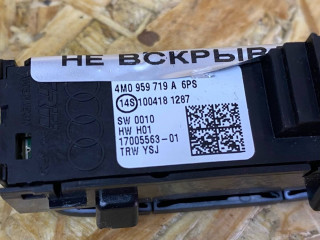 НЕ ВСКРЫВ
4M0 959 719 A 6PS
14S 100418 1287
SW 0010
HW H01
17005563-01
TRW YSJ